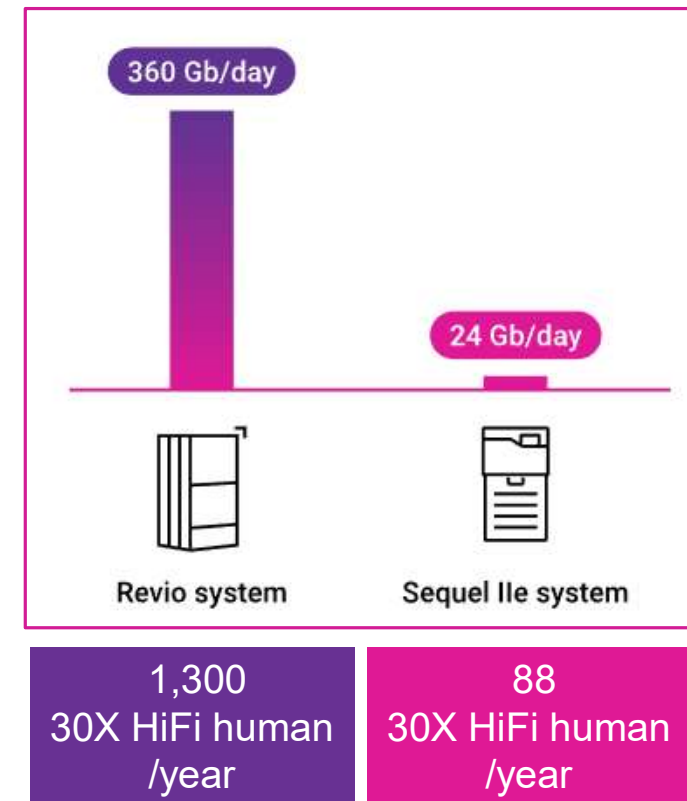 360 Gb/day
24 Gb/day
Revio system
Sequel IIe system
1,300
30X HiFi human
/year
88
30X HiFi human
/year